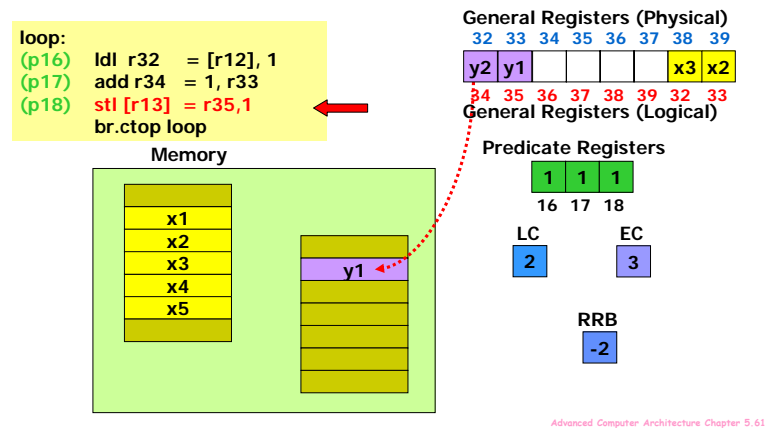 loop:
(p16) ldl r32 = [r12], 1
(p17) add r34 = 1, r33
(p18) stl [r13] = r35,1
br.ctop loop
General Registers (Physical)
32 33 34 35 36 37 38 39
y2 y1 x3 x2
34 35 36 37 38 39 32 33
General Registers (Logical)
Memory
x1
x2
x3
x4
x5
y1
Predicate Registers
1 1 1
16 17 18
LC EC
2 3
RRB
-2
Advanced Computer Architecture Chapter 5.61